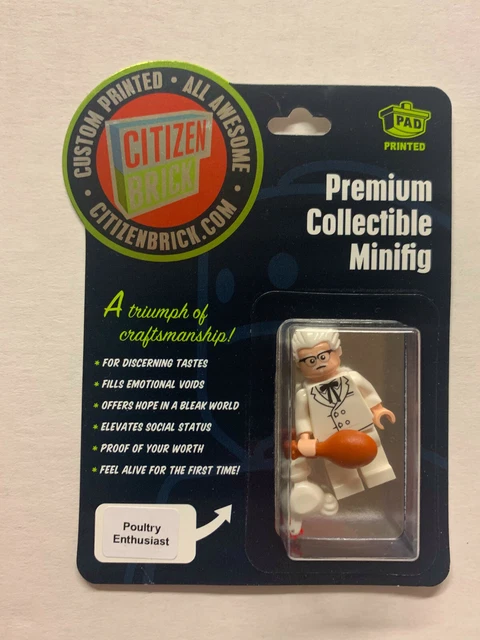 CUSTOM PRINTED • ALL AWESOME
• CITIZENBRICK.COM •
CITIZEN
BRICK
PAD
PRINTED
Premium
Collectible
Minifig
A triumph of
craftsmanship!
* FOR DISCERNING TASTES
* FILLS EMOTIONAL VOIDS
* OFFERS HOPE IN A BLEAK WORLD
* ELEVATES SOCIAL STATUS
* PROOF OF YOUR WORTH
* FEEL ALIVE FOR THE FIRST TIME!
Poultry
Enthusiast